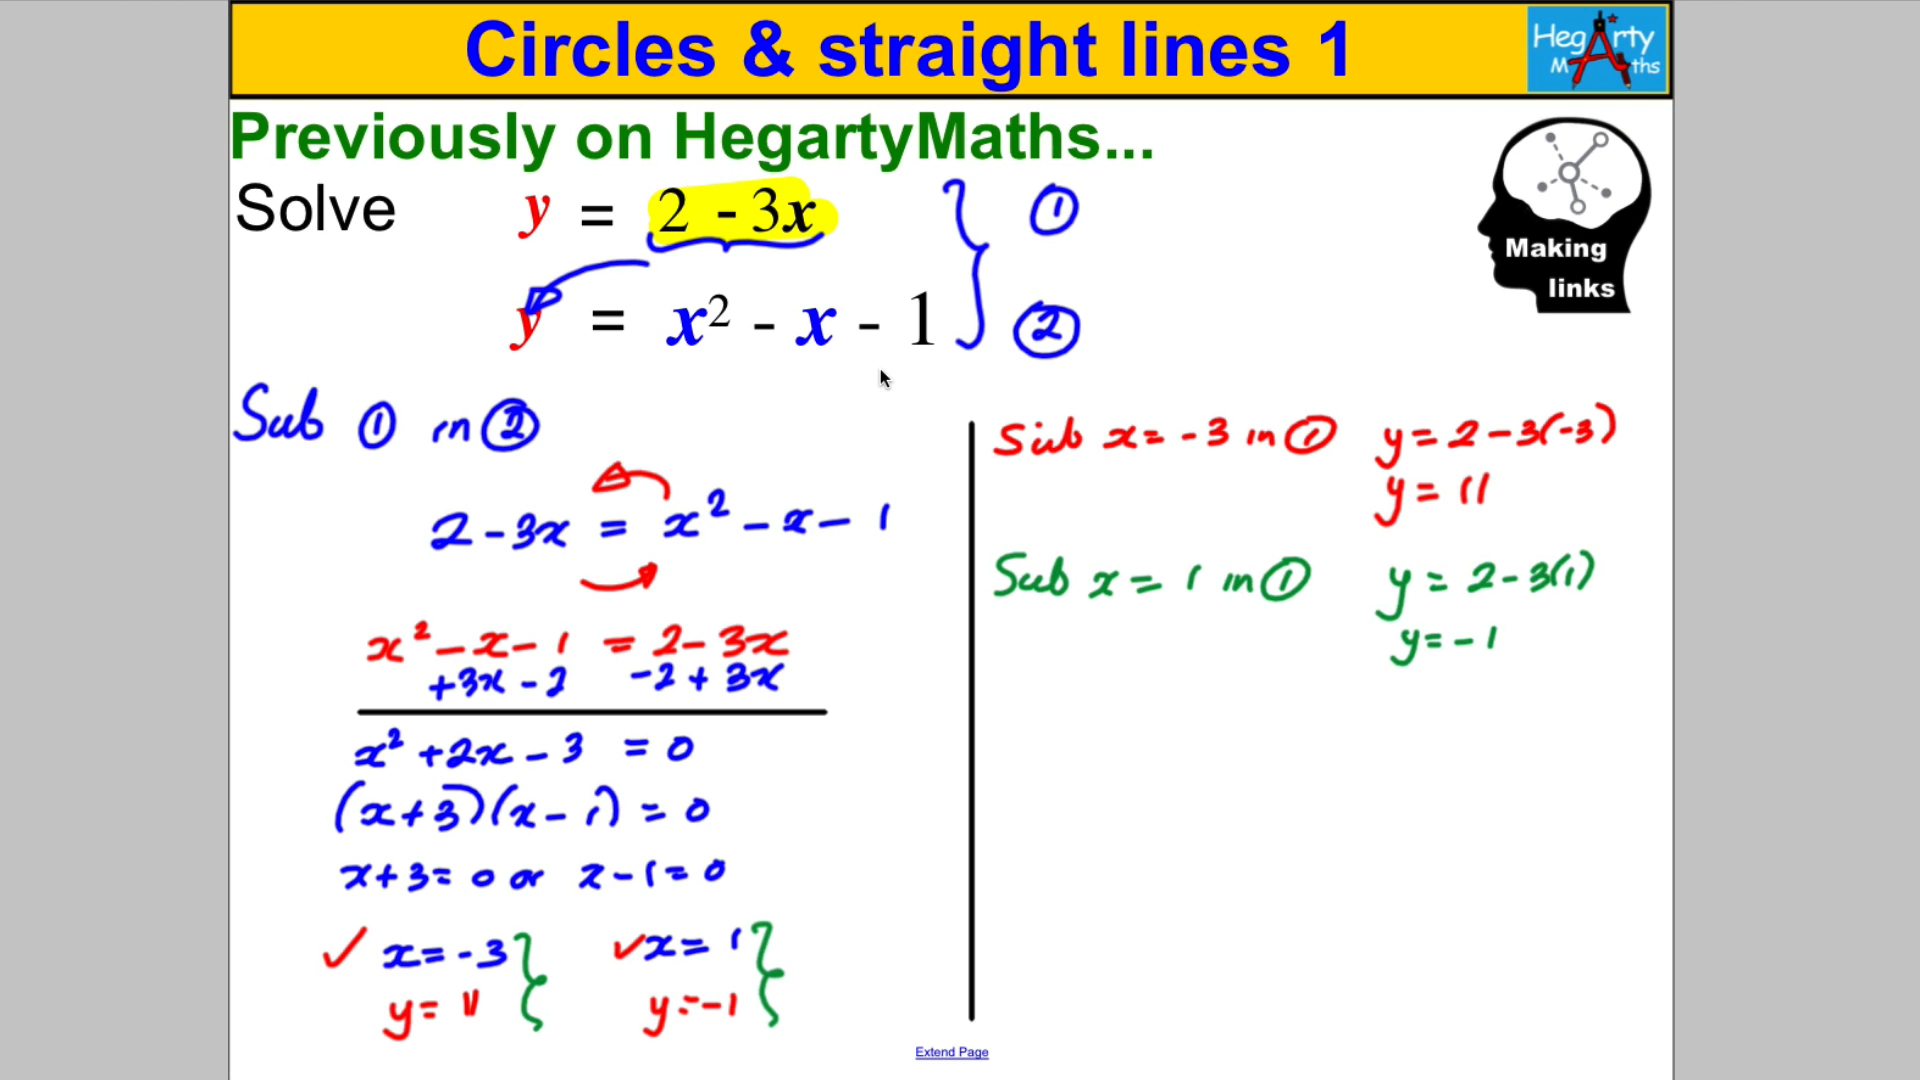 Circles & straight lines 1
HegArty
Maths
Previously on HegartyMaths...
Solve y = 2 - 3x ①
y = x² - x - 1 ②
Making
links
Sub ① in ②
2 - 3x = x² - x - 1
x² - x - 1 = 2 - 3x
+3x - 2 -2 + 3x
x² + 2x - 3 = 0
(x + 3)(x - 1) = 0
x + 3 = 0 or x - 1 = 0
✓ x = -3 ✓ x = 1
y = 11 y = -1
Sub x = -3 in ① y = 2 - 3(-3)
y = 11
Sub x = 1 in ① y = 2 - 3(1)
y = -1
Extend Page